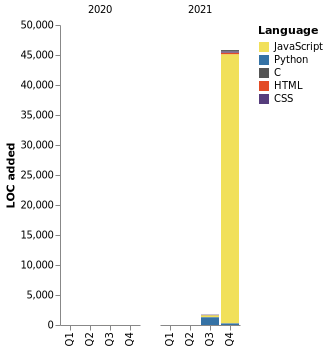 2020
2021
Language
JavaScript
Python
C
HTML
CSS
LOC added
50,000
45,000
40,000
35,000
30,000
25,000
20,000
15,000
10,000
5,000
0
Q1 Q2 Q3 Q4 Q1 Q2 Q3 Q4